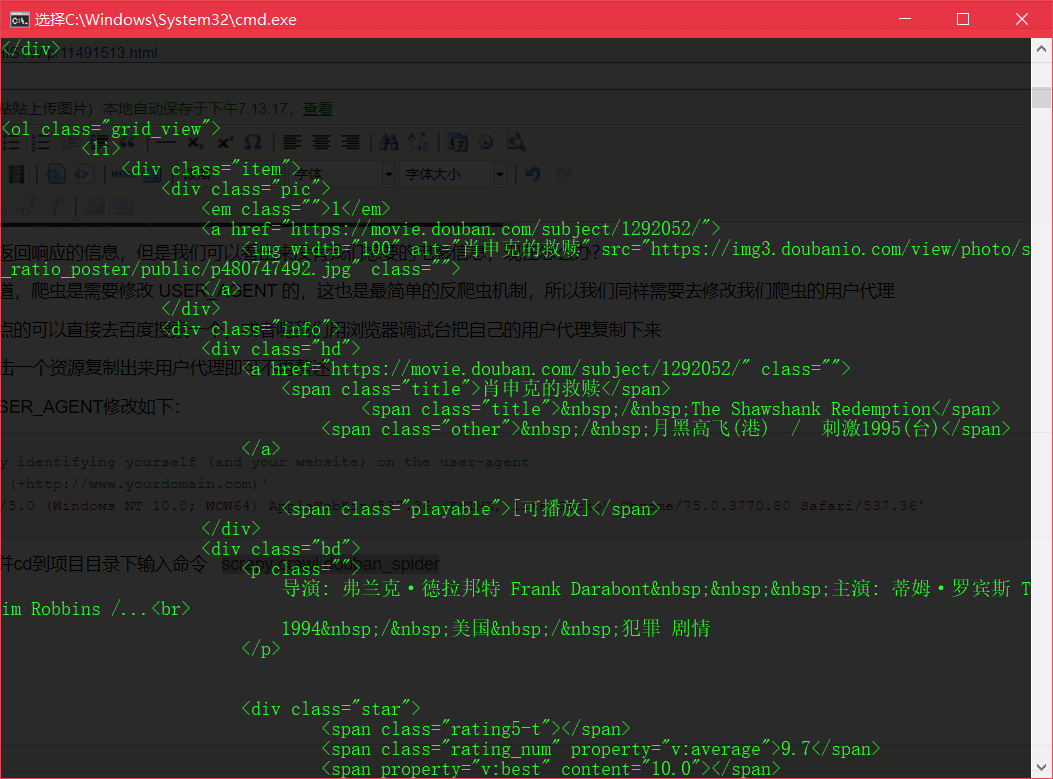 选择C:\Windows\System32\cmd.exe
</div>
/p/11491513.html
粘贴上传图片) 本地自动保存于下午7:13:17, 查看
<ol class="grid_view">
<li>
<div class="item">
字体大小
<div class="pic">
<em class="">1</em>
<a href="https://movie.douban.com/subject/1292052/">
返回响应的信息，但是我们可以
<img width="100" alt="肖申克的救赎" src="https://img3.doubanio.com/view/photo/s
_ratio_poster/public/p480747492.jpg" class="">
</a>
道，爬虫是需要修改 USER_AGENT 的，这也是最简单的反爬虫机制，所以我们同样需要去修改我们爬虫的用户代理
</div>
<div class="info">
点的可以直接去百度
浏览器调试台把自己的用户代理复制下来
<div class="hd">
<a href="https://movie.douban.com/subject/1292052/" class="">
击一个资源复制出来用户代理即
<span class="title">肖申克的救赎</span>
<span class="title">&nbsp;/&nbsp;The Shawshank Redemption</span>
SER_AGENT修改如下：
<span class="other">&nbsp;/&nbsp;月黑高飞(港)  /  刺激1995(台)</span>
</a>
y identifying yourself (and your website) on the user-agent
(+http://www.yourdomain.com)'
/5.0 (Windows NT 10.0; WOW64)
/75.0.3770.80 Safari/537.36'
<span class="playable">[可播放]</span>
</div>
<div class="bd">
并cd到项目目录下输入命令
_spider
<p class="">
导演: 弗兰克·德拉邦特 Frank Darabont&nbsp;&nbsp;&nbsp;主演: 蒂姆·罗宾斯 T
im Robbins /...<br>
1994&nbsp;/&nbsp;美国&nbsp;/&nbsp;犯罪 剧情
</p>
<div class="star">
<span class="rating5-t"></span>
<span class="rating_num" property="v:average">9.7</span>
<span property="v:best" content="10.0"></span>